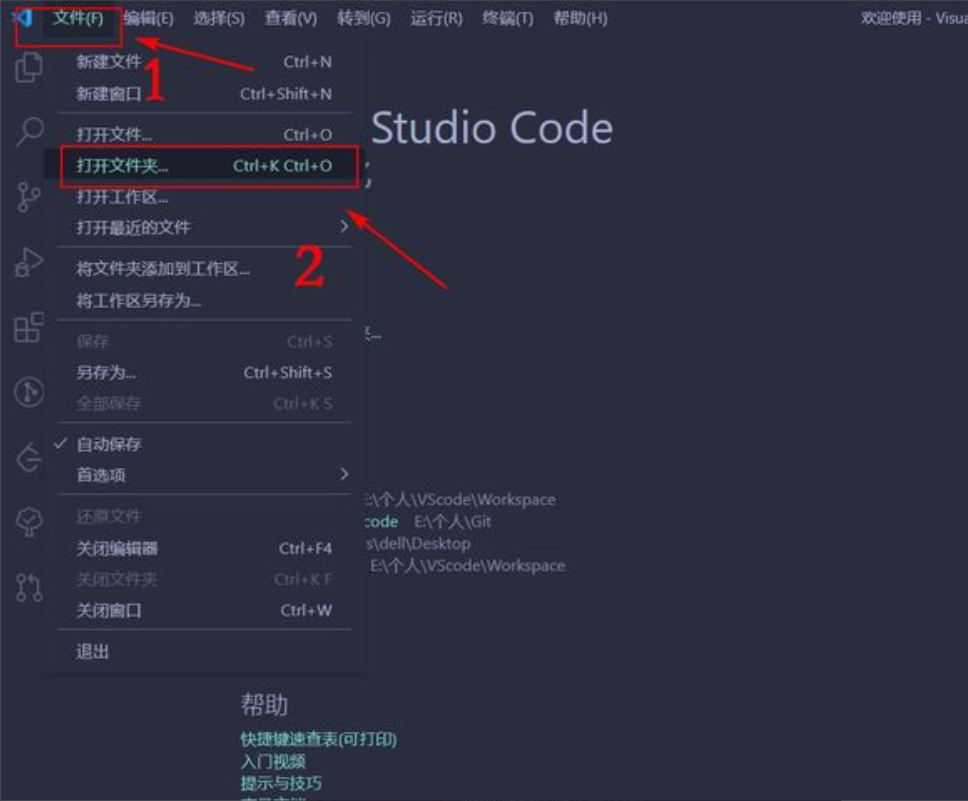 文件(F) 编辑(E) 选择(S) 查看(V) 转到(G) 运行(R) 终端(T) 帮助(H) 欢迎使用 - Visua
新建文件 Ctrl+N
1
新建窗口 Ctrl+Shift+N
打开文件... Ctrl+O
Studio Code
打开文件夹... Ctrl+K Ctrl+O
打开工作区...
打开最近的文件
将文件夹添加到工作区...
2
将工作区另存为...
保存 Ctrl+S
另存为... Ctrl+Shift+S
全部保存 Ctrl+K S
自动保存
首选项
E:\个人\VScode\Workspace
还原文件
code E:\个人\Git
s\dell\Desktop
关闭编辑器 Ctrl+F4
E:\个人\VScode\Workspace
关闭文件夹 Ctrl+K F
关闭窗口 Ctrl+W
退出
帮助
快捷键速查表(可打印)
入门视频
提示与技巧